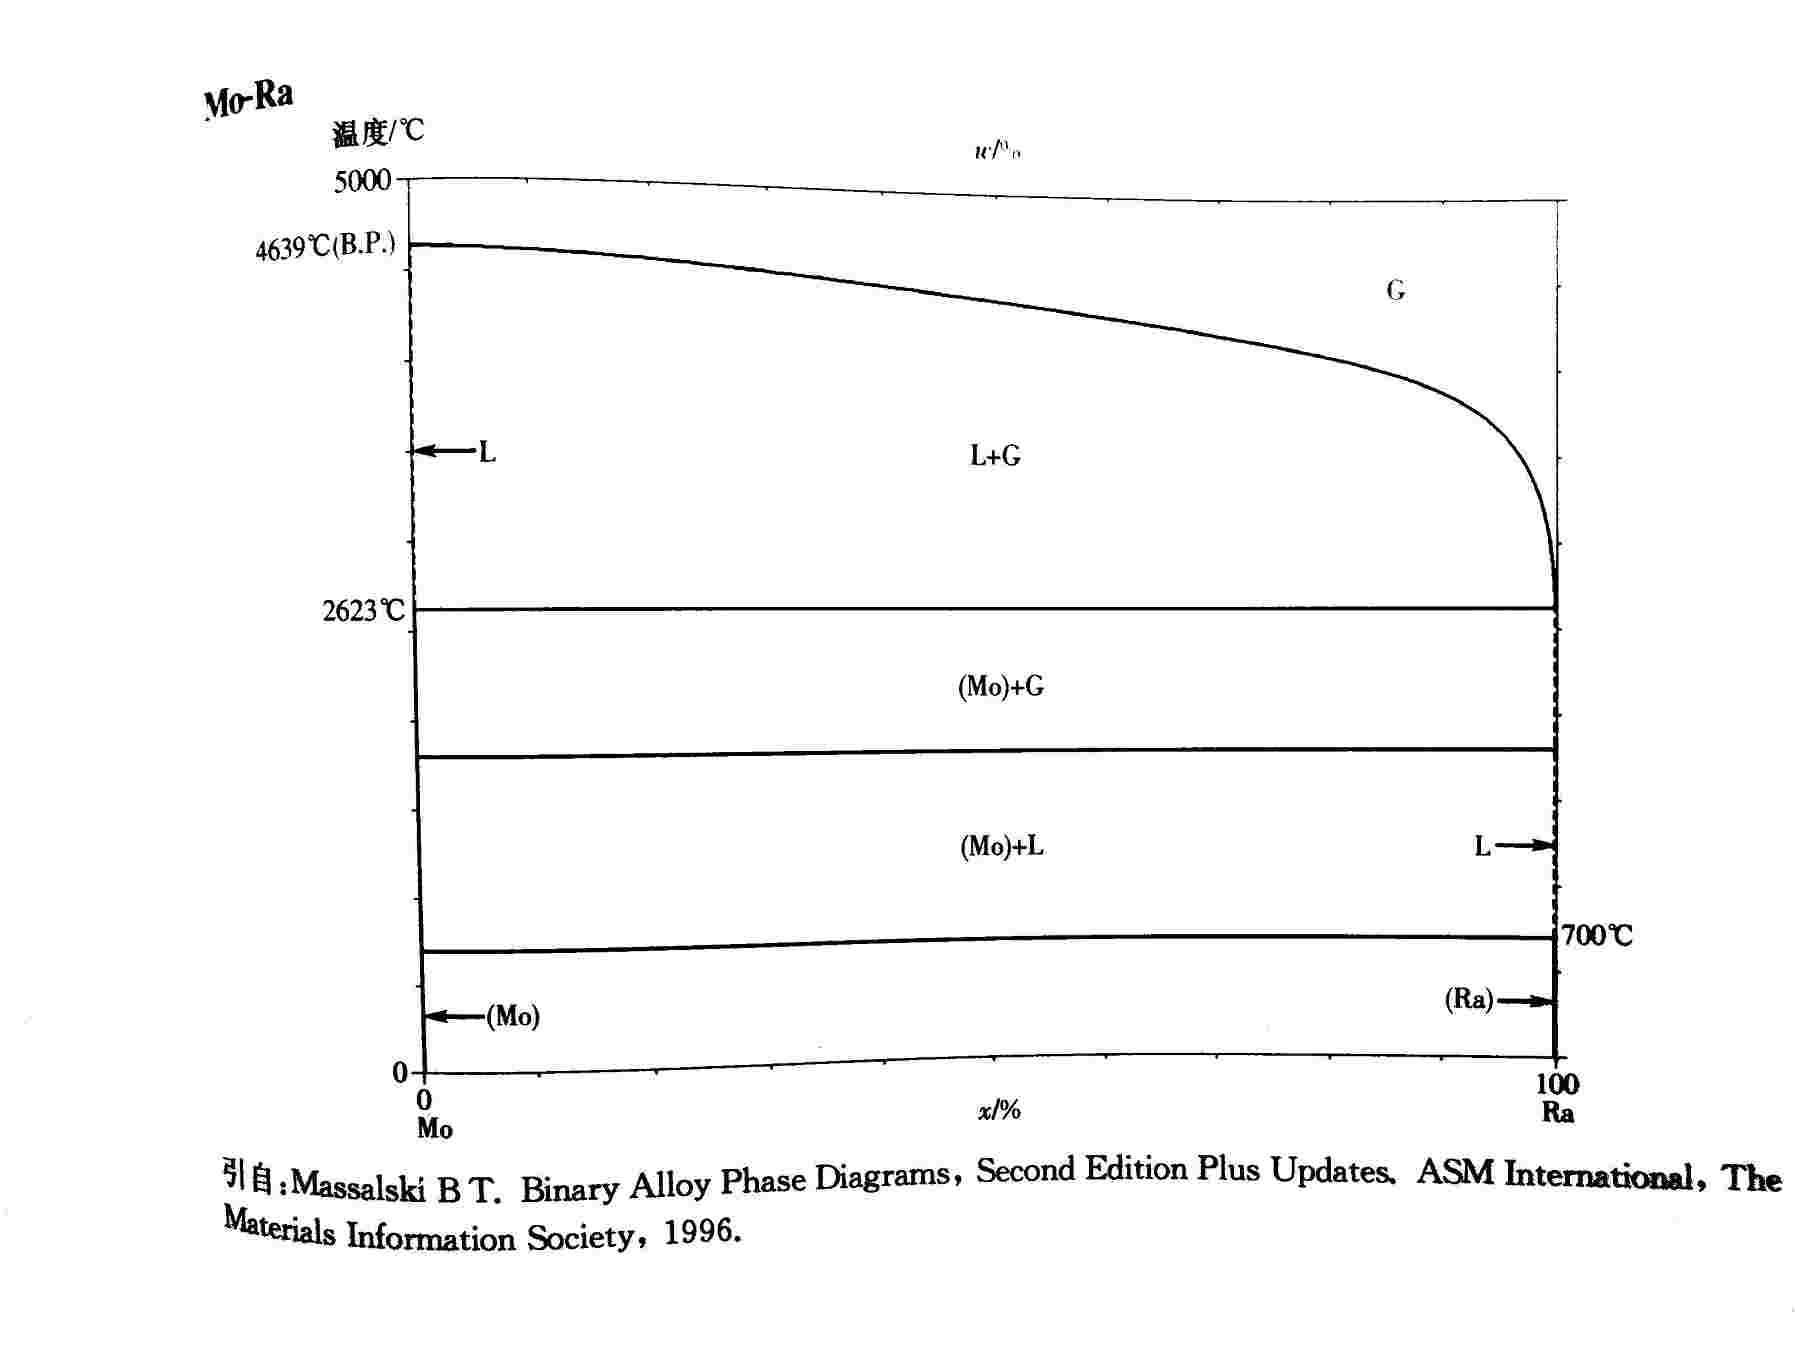 Mo-Ra
温度/℃
5000
4639℃(B.P.)
G
L
L+G
2623℃
(Mo)+G
(Mo)+L
L
700℃
(Ra)
(Mo)
0
0
100
x/%
Mo
Ra
引自:Massalski B T. Binary Alloy Phase Diagrams, Second Edition Plus Updates. ASM International, The
Materials Information Society, 1996.